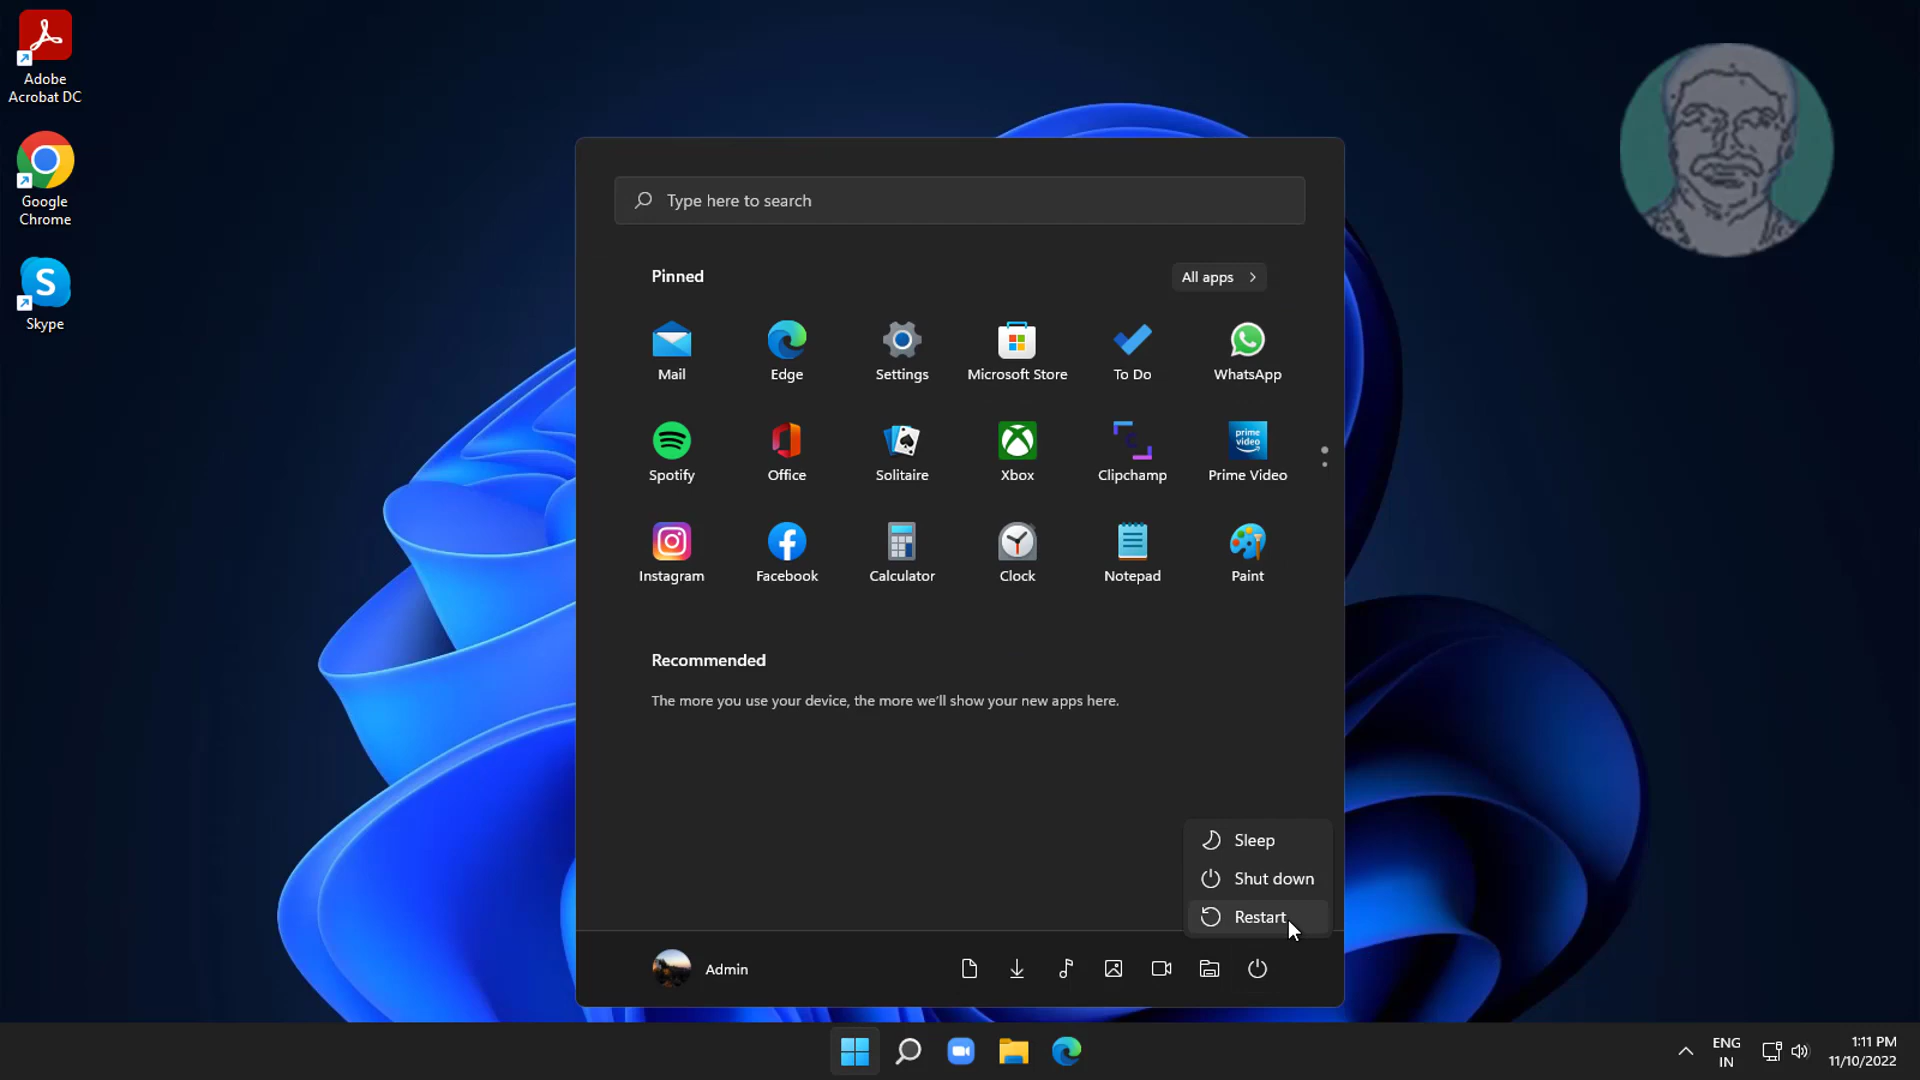 Adobe
Acrobat DC
Google
Chrome
S
Skype
Type here to search
Pinned
All apps
Mail
Edge
Settings
Microsoft Store
To Do
WhatsApp
prime
video
Spotify
Office
Solitaire
Xbox
Clipchamp
Prime Video
Instagram
Facebook
Calculator
Clock
Notepad
Paint
Recommended
The more you use your device, the more we'll show your new apps here.
Sleep
Shut down
Restart
Admin
ENG
IN
1:11 PM
11/10/2022